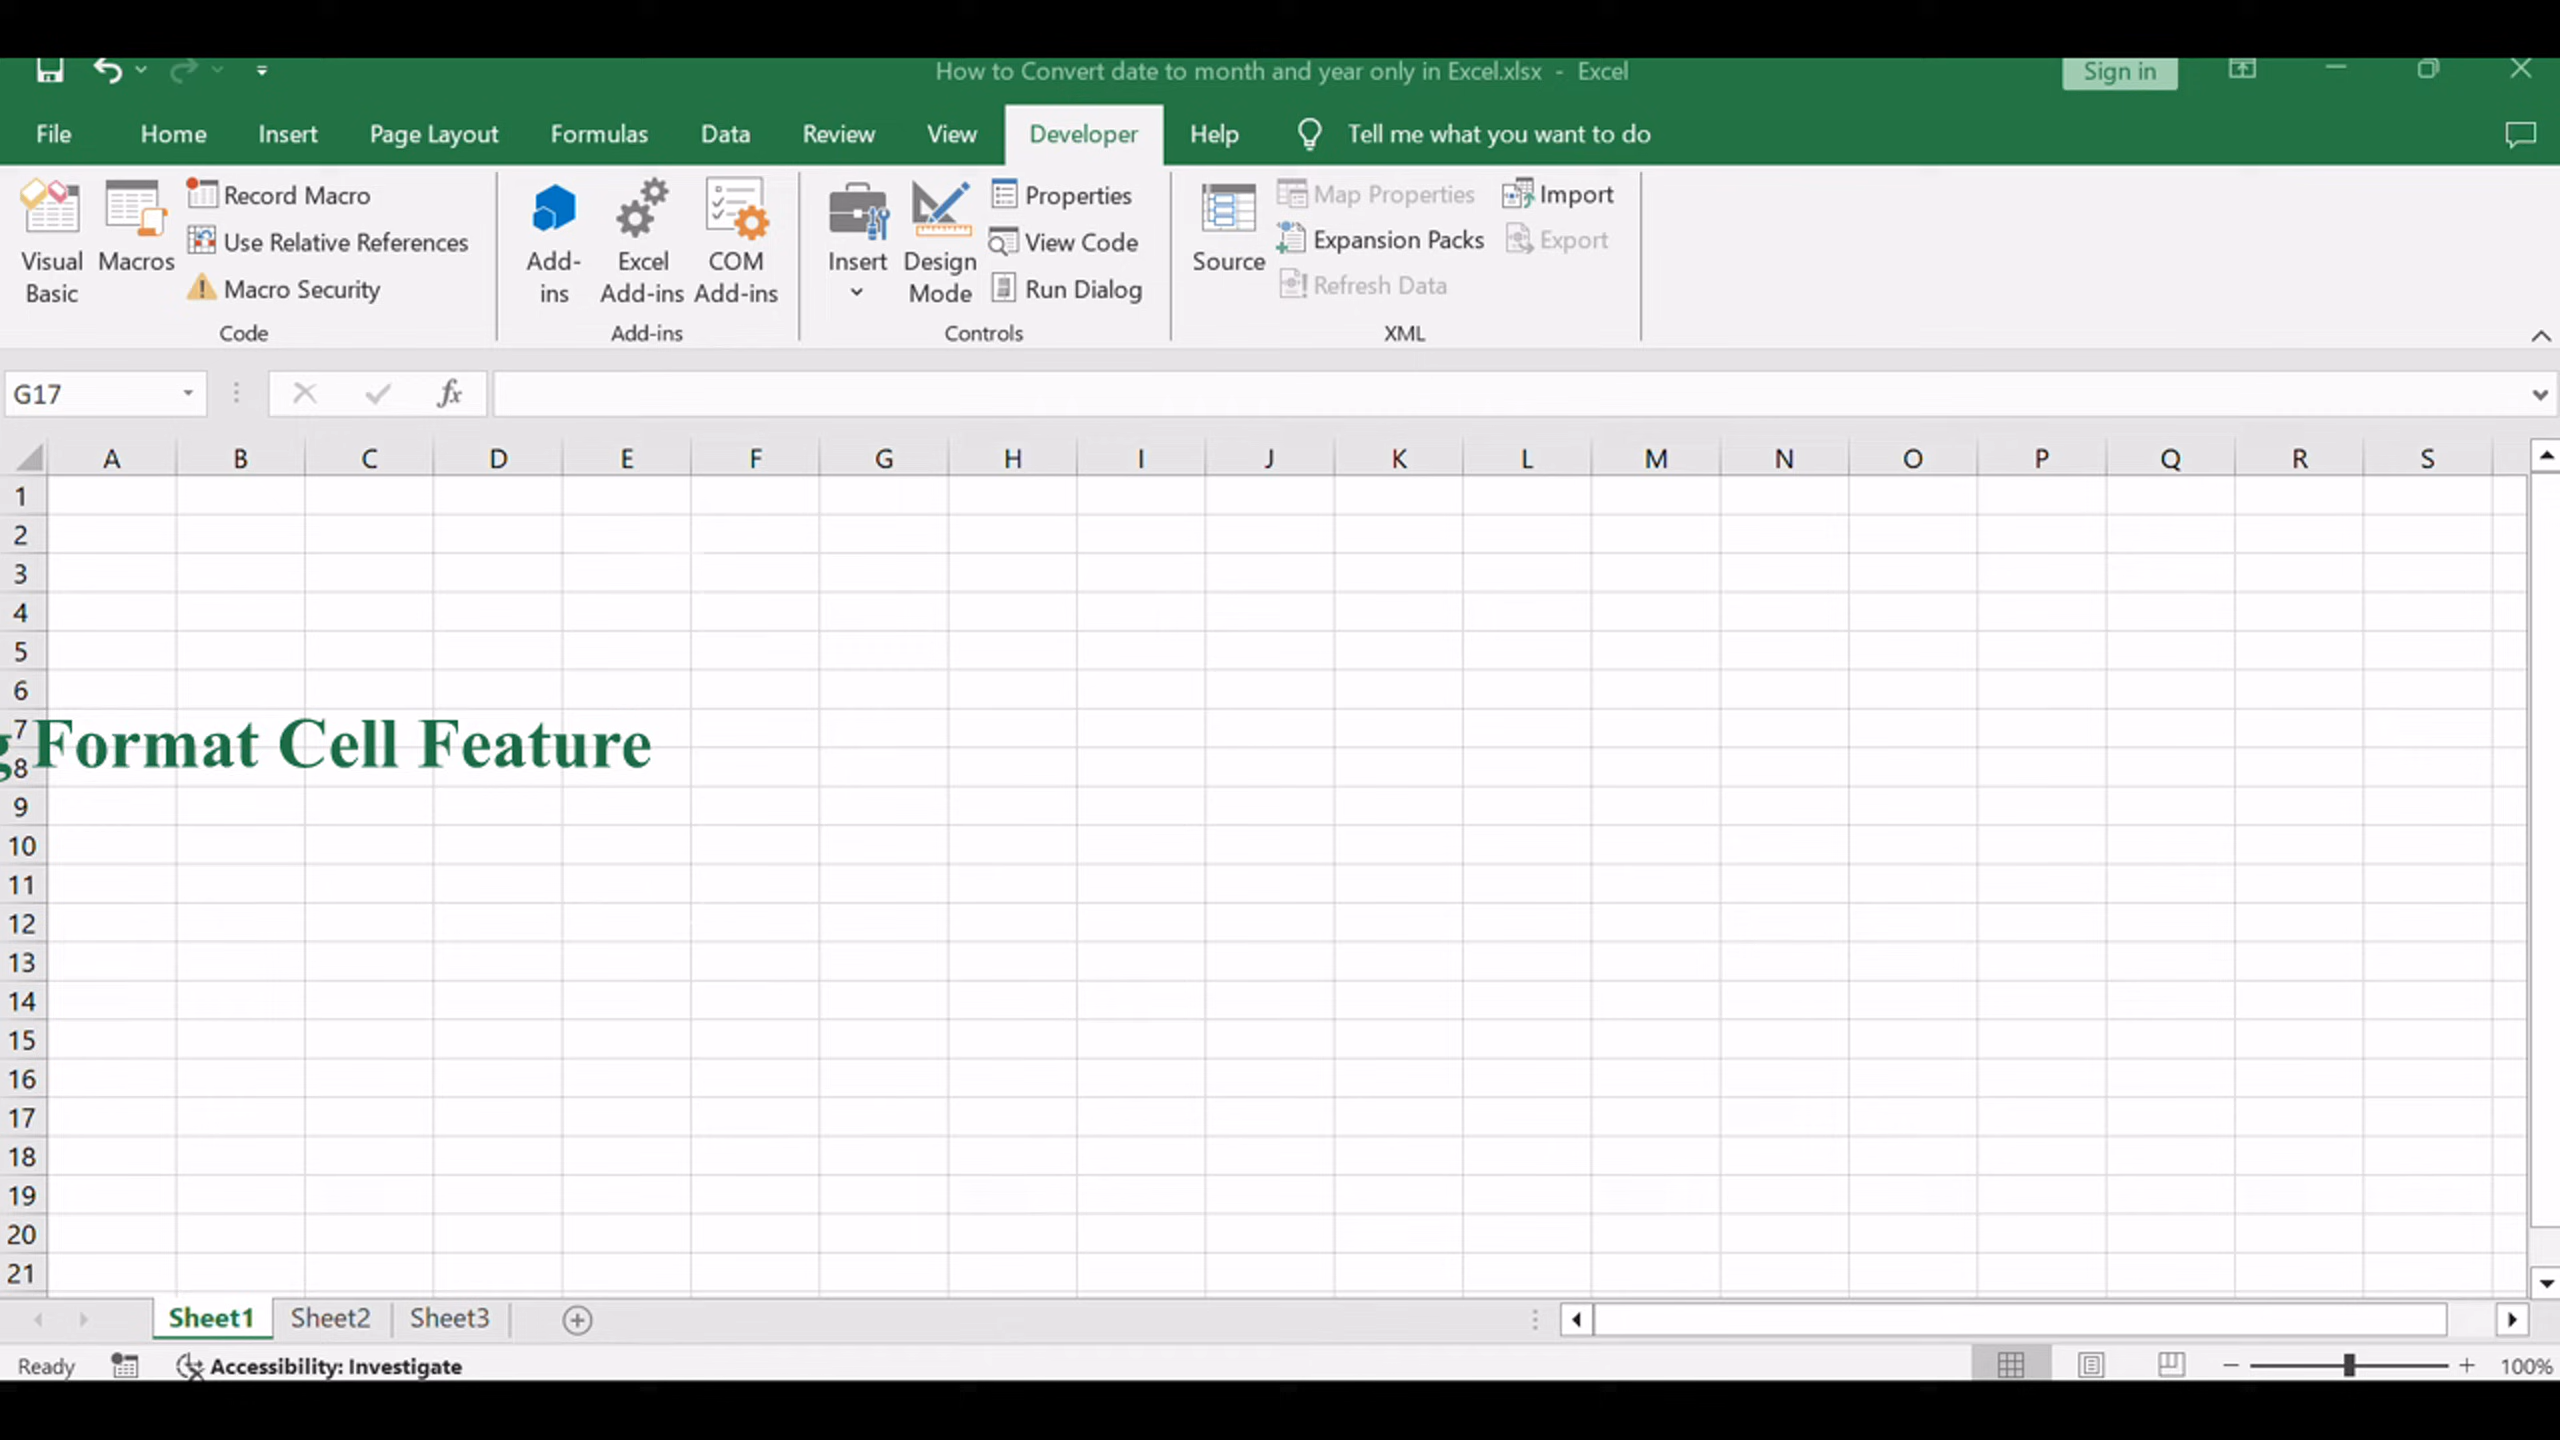 How to Convert date to month and year only in Excel.xlsx - Excel
Sign in
File Home Insert Page Layout Formulas Data Review View Developer Help Tell me what you want to do
Visual Basic
Macros
Record Macro
Use Relative References
Macro Security
Code
Add-ins
Excel Add-ins
COM Add-ins
Add-ins
Insert
Design Mode
Properties
View Code
Run Dialog
Controls
Source
Map Properties
Expansion Packs
Refresh Data
Import
Export
XML
G17
fx
A B C D E F G H I J K L M N O P Q R S
1
2
3
4
5
6
7
g Format Cell Feature
8
9
10
11
12
13
14
15
16
17
18
19
20
21
Sheet1 Sheet2 Sheet3
Ready Accessibility: Investigate 100%